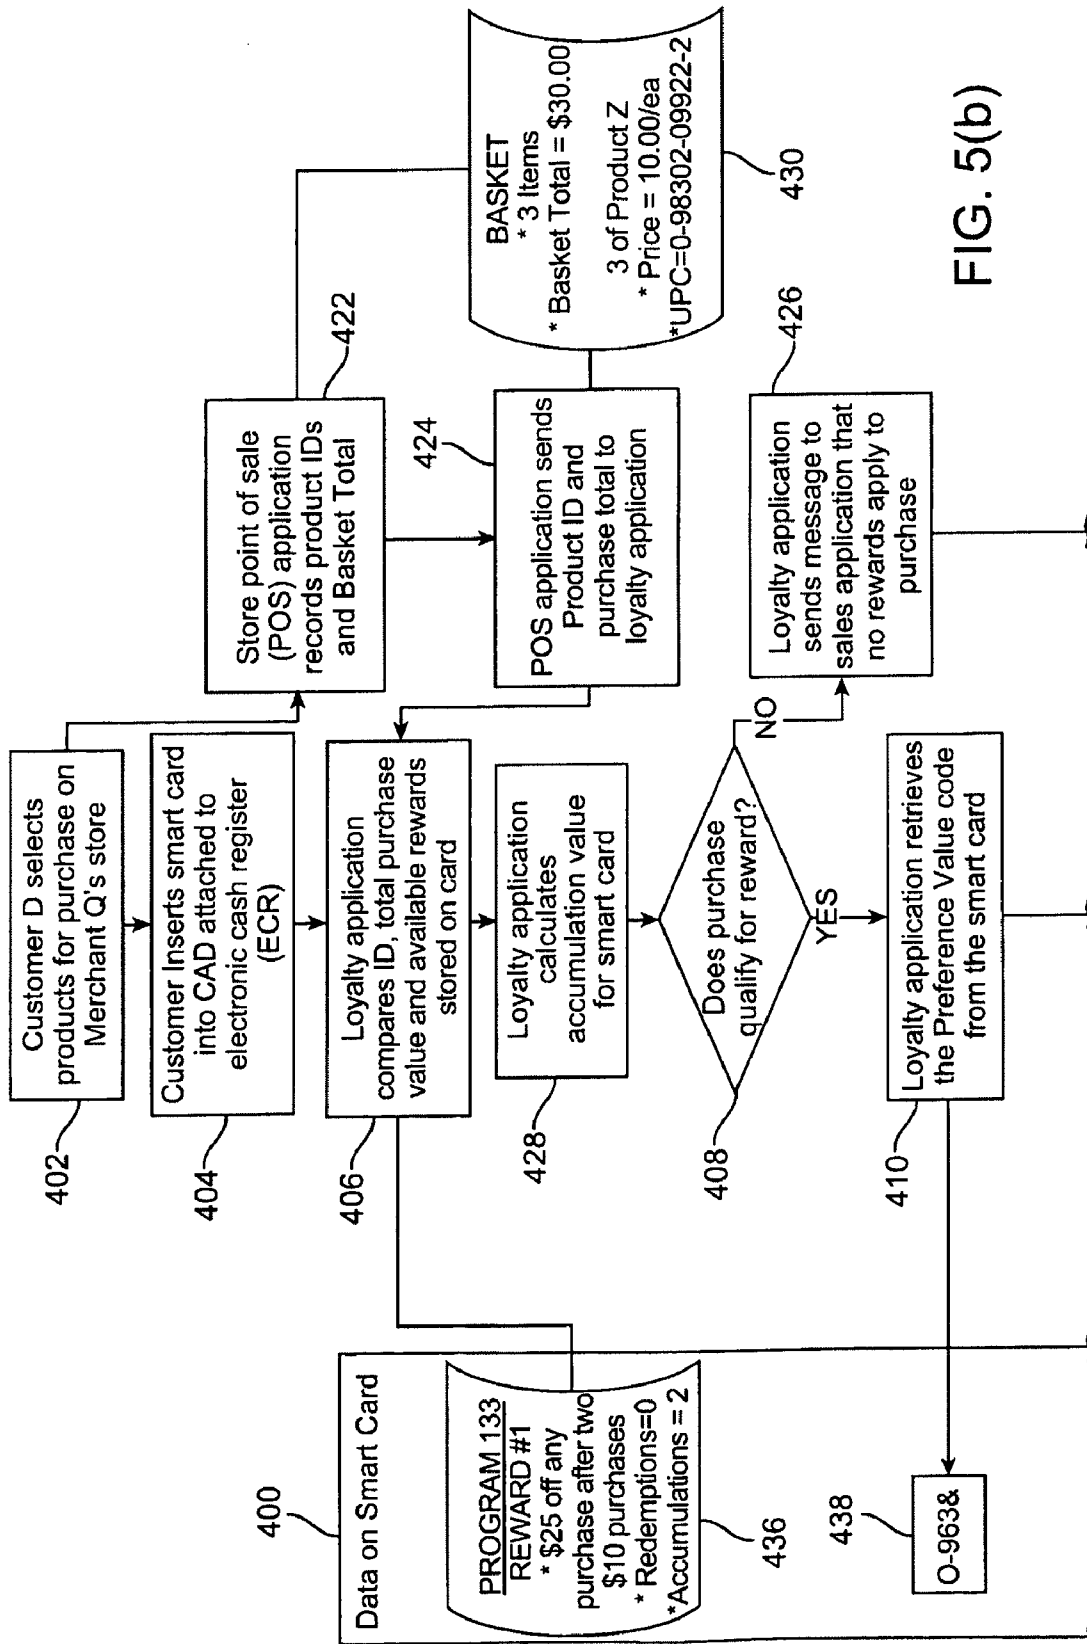 Customer D selects
products for purchase on
Merchant Q's store
402
Customer Inserts smart card
into CAD attached to
electronic cash register
(ECR)
404
Store point of sale
(POS) application
records product IDs
and Basket Total
422
BASKET
* 3 Items
* Basket Total = $30.00
3 of Product Z
* Price = 10.00/ea
*UPC=0-98302-09922-2
430
400
Data on Smart Card
PROGRAM 133
REWARD #1
* $25 off any
purchase after two
$10 purchases
* Redemptions=0
*Accumulations = 2
436
Loyalty application
compares ID, total purchase
value and available rewards
stored on card
406
424
POS application sends
Product ID and
purchase total to
loyalty application
Loyalty application
calculates
accumulation value
for smart card
428
Does purchase
qualify for reward?
408
NO
YES
Loyalty application
sends message to
sales application that
no rewards apply to
purchase
426
438
O-963&
Loyalty application retrieves
the Preference Value code
from the smart card
410
FIG. 5(b)